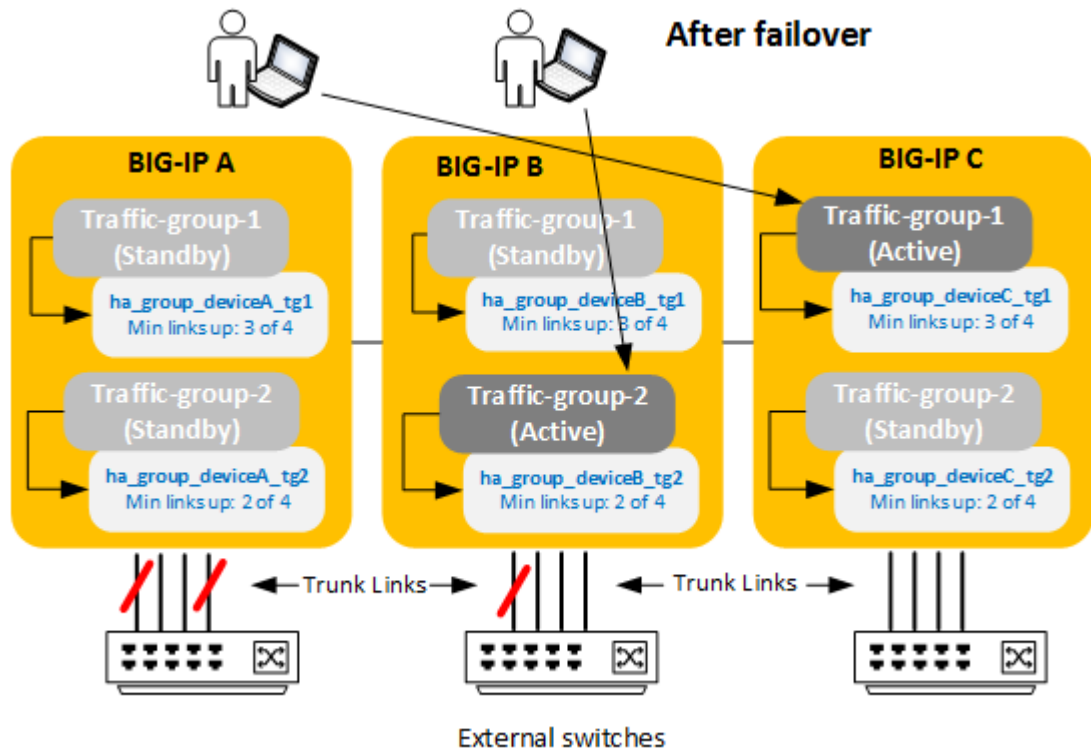 After failover
BIG-IP A
Traffic-group-1
(Standby)
ha_group_deviceA_tg1
Min links up: 3 of 4
Traffic-group-2
(Standby)
ha_group_deviceA_tg2
Min links up: 2 of 4
BIG-IP B
Traffic-group-1
(Standby)
ha_group_deviceB_tg1
Min links up: 3 of 4
Traffic-group-2
(Active)
ha_group_deviceB_tg2
Min links up: 2 of 4
BIG-IP C
Traffic-group-1
(Active)
ha_group_deviceC_tg1
Min links up: 3 of 4
Traffic-group-2
(Standby)
ha_group_deviceC_tg2
Min links up: 2 of 4
Trunk Links
Trunk Links
External switches